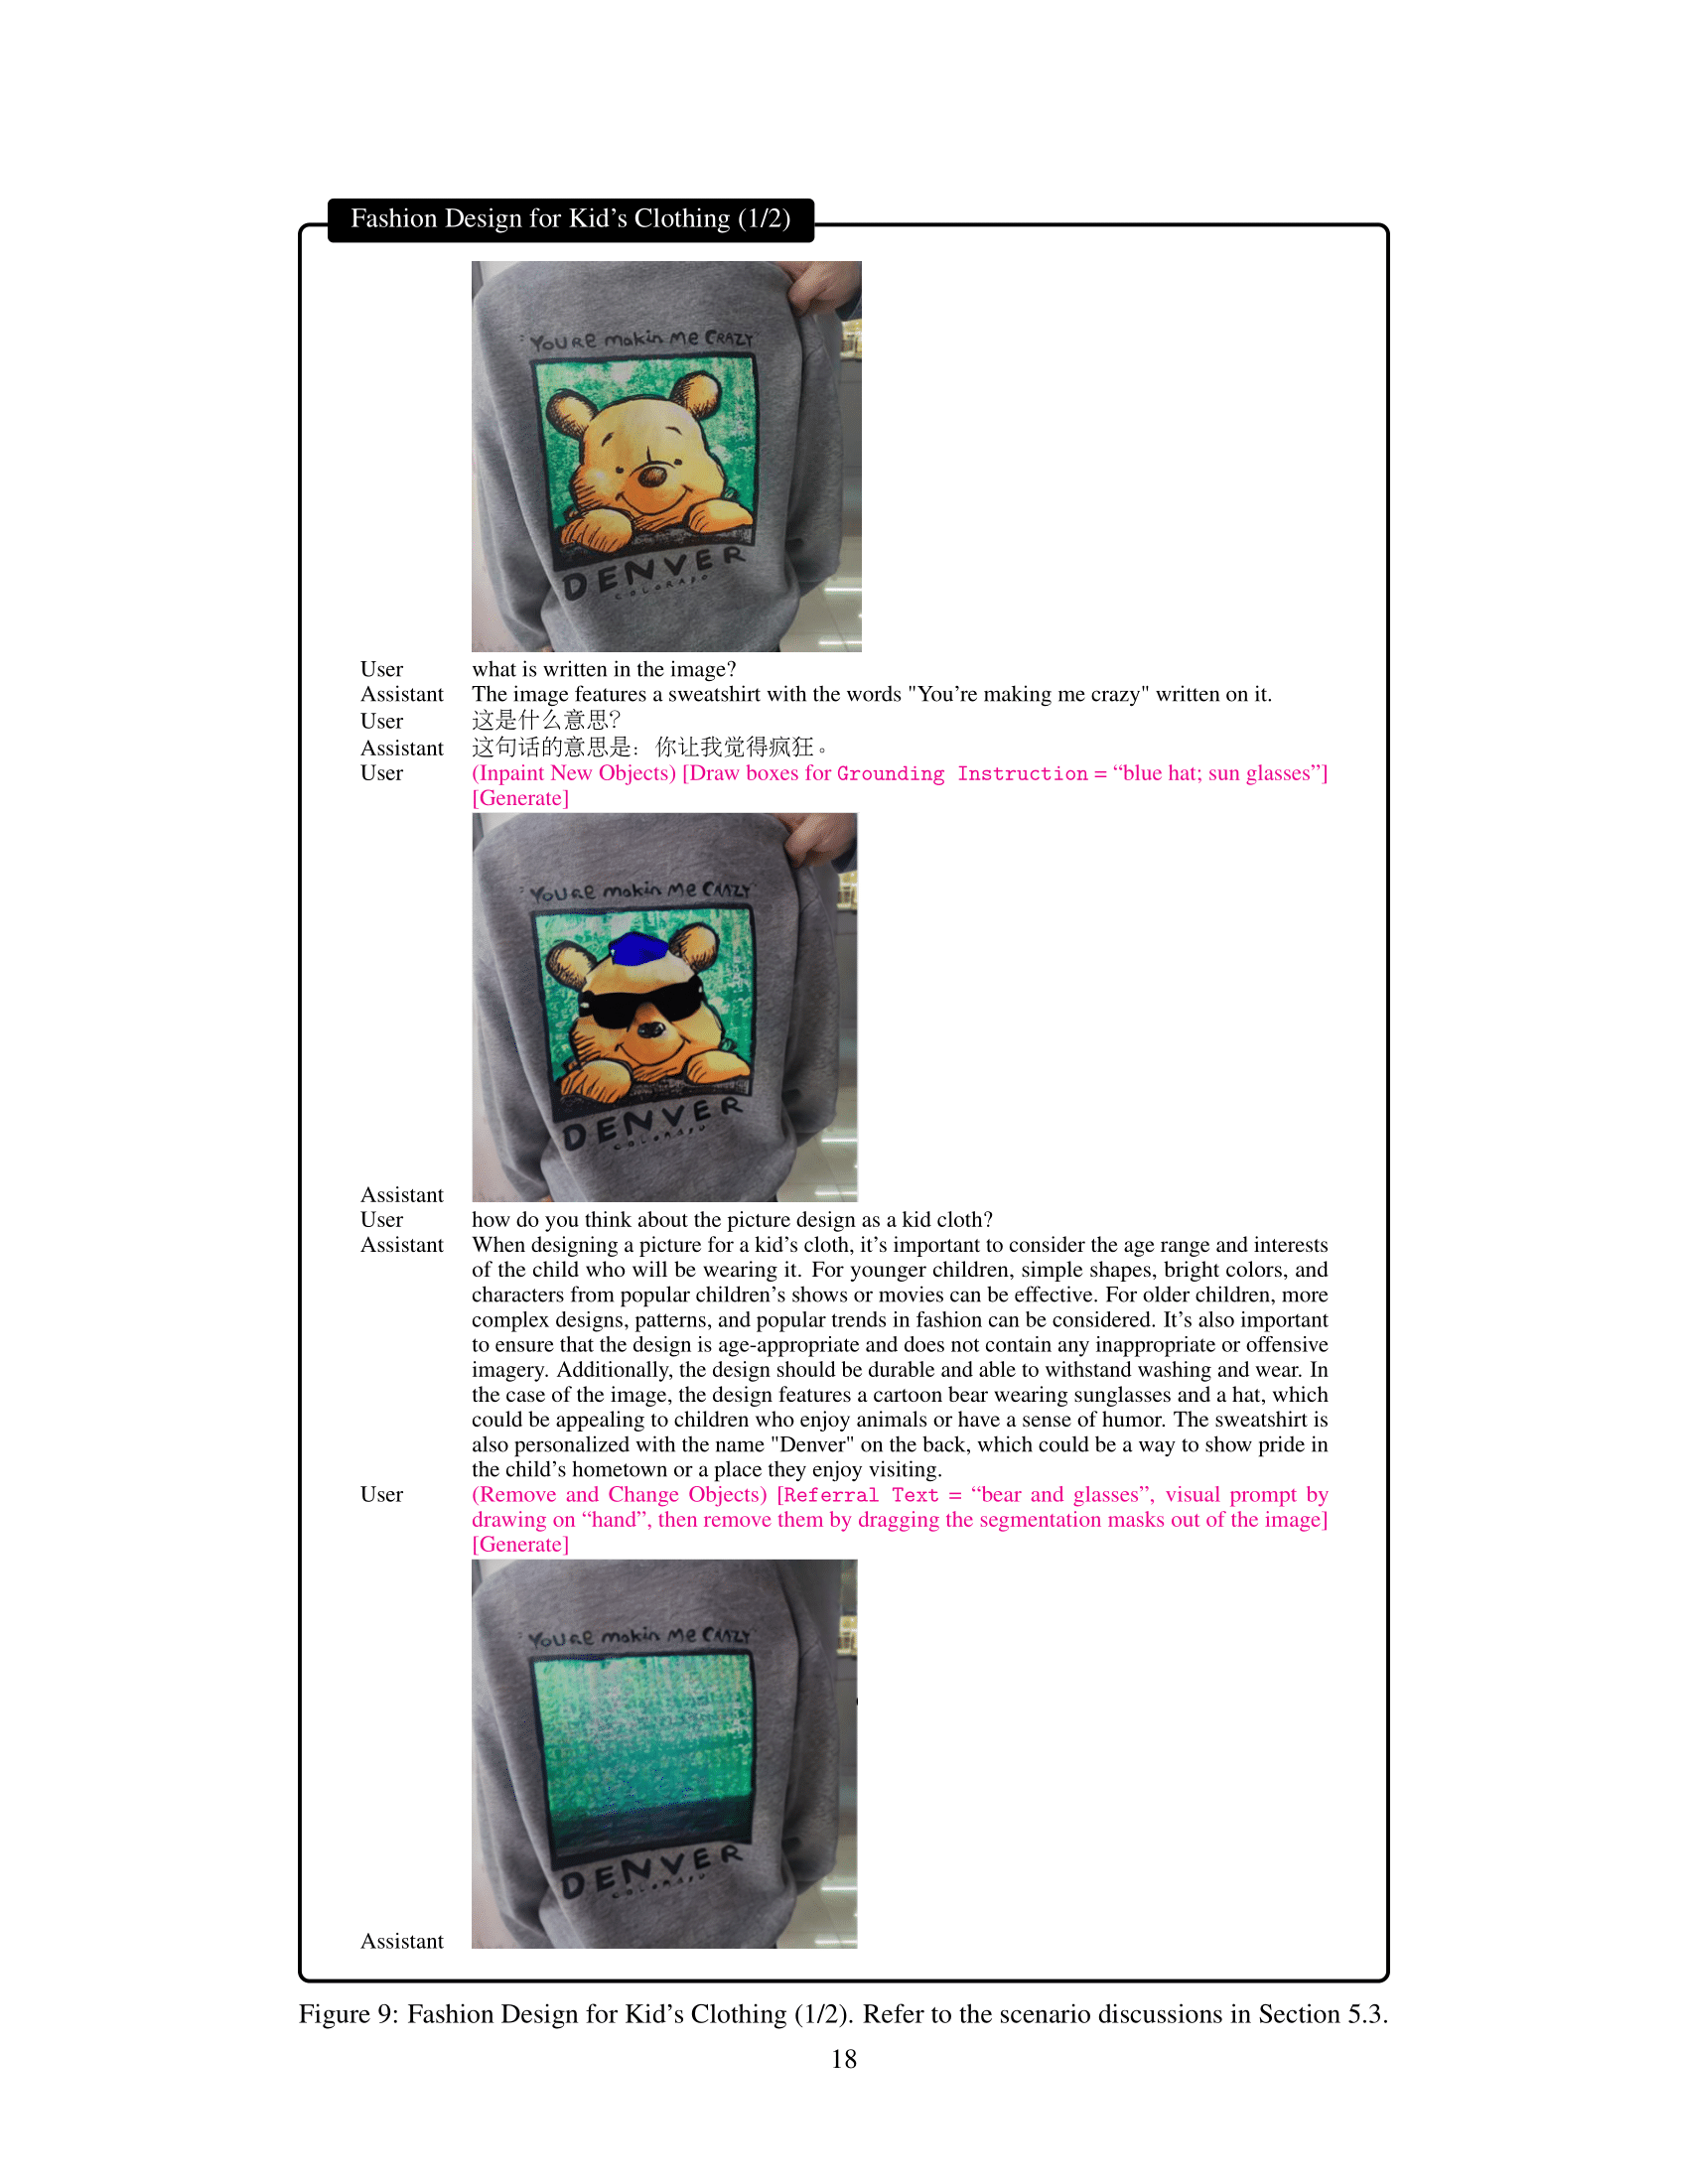 Fashion Design for Kid's Clothing (1/2)
"YOURE makin Me CRAZY"
DENVER
COLORADO
User what is written in the image?
Assistant The image features a sweatshirt with the words "You're making me crazy" written on it.
User 这是什么意思？
Assistant 这句话的意思是：你让我觉得疯狂。
User (Inpaint New Objects) [Draw boxes for Grounding Instruction = “blue hat; sun glasses”]
[Generate]
DENVER
Assistant
User how do you think about the picture design as a kid cloth?
Assistant When designing a picture for a kid's cloth, it's important to consider the age range and interests
of the child who will be wearing it. For younger children, simple shapes, bright colors, and
characters from popular children's shows or movies can be effective. For older children, more
complex designs, patterns, and popular trends in fashion can be considered. It's also important
to ensure that the design is age-appropriate and does not contain any inappropriate or offensive
imagery. Additionally, the design should be durable and able to withstand washing and wear. In
the case of the image, the design features a cartoon bear wearing sunglasses and a hat, which
could be appealing to children who enjoy animals or have a sense of humor. The sweatshirt is
also personalized with the name "Denver" on the back, which could be a way to show pride in
the child's hometown or a place they enjoy visiting.
User (Remove and Change Objects) [Referral Text = “bear and glasses”, visual prompt by
drawing on “hand”, then remove them by dragging the segmentation masks out of the image]
[Generate]
DENVER
Assistant
Figure 9: Fashion Design for Kid's Clothing (1/2). Refer to the scenario discussions in Section 5.3.
18